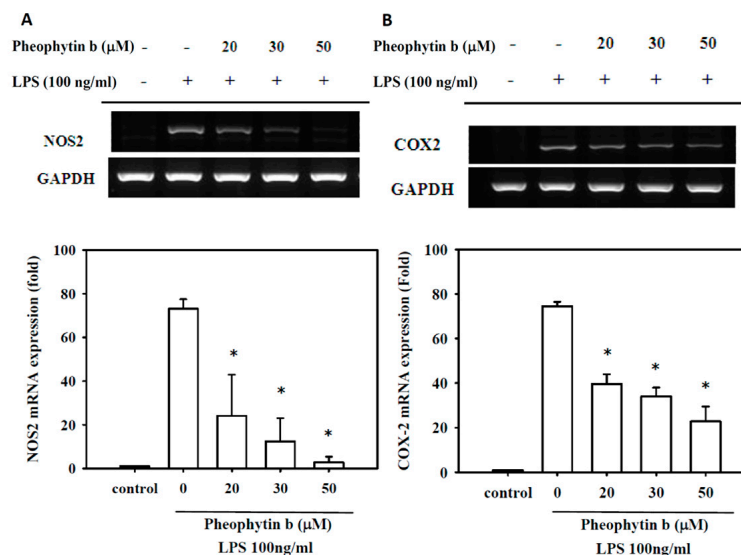 A
Pheophytin b (μM) - - 20 30 50
LPS (100 ng/ml) - + + + +
NOS2
GAPDH
NOS2 mRNA expression (fold)
100
80
60
40
20
0
* * *
control 0 20 30 50
Pheophytin b (μM)
LPS 100ng/ml
B
Pheophytin b (μM) - - 20 30 50
LPS (100 ng/ml) - + + + +
COX2
GAPDH
COX-2 mRNA expression (Fold)
100
80
60
40
20
0
* * *
control 0 20 30 50
Pheophytin b (μM)
LPS 100ng/ml